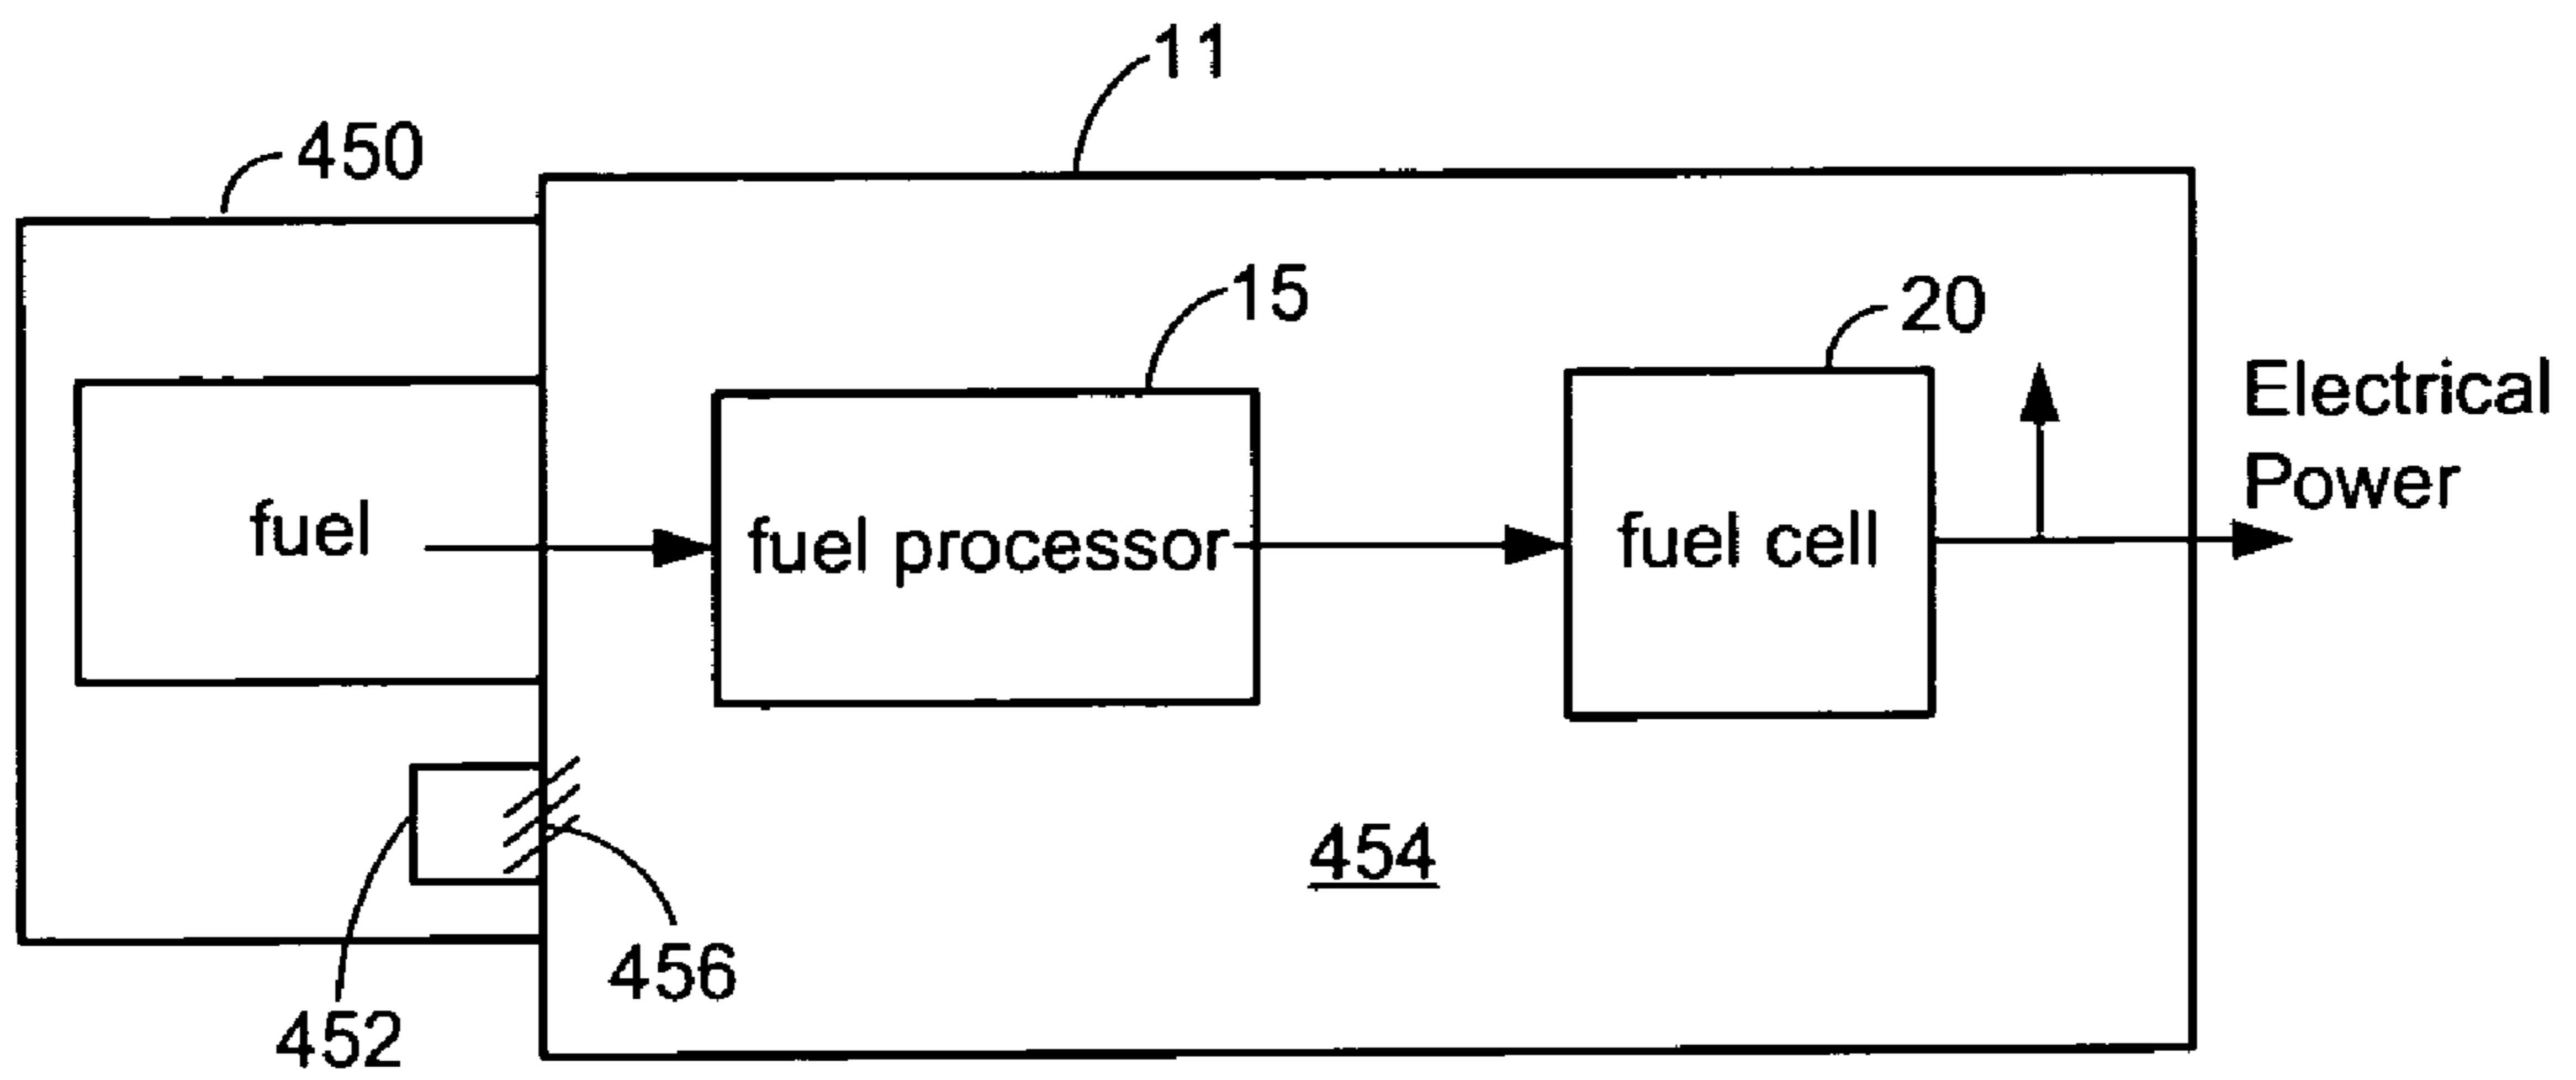 11
450
15
20
Electrical
Power
fuel
fuel processor
fuel cell
454
456
452